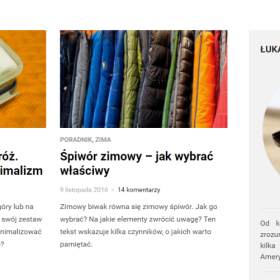 róż.
nimalizm
góry lub na
swój zestaw
nimalizować
e?
PORADNIK, ZIMA
Śpiwór zimowy – jak wybrać
właściwy
9 listopada 2016 14 komentarzy
Zimowy biwak równa się zimowy śpiwór. Jak go
wybrać? Na jakie elementy zwrócić uwagę? Ten
tekst wskazuje kilka czynników, o jakich warto
pamiętać.
ŁUKA
Od k
zrozu
kilka
Amery